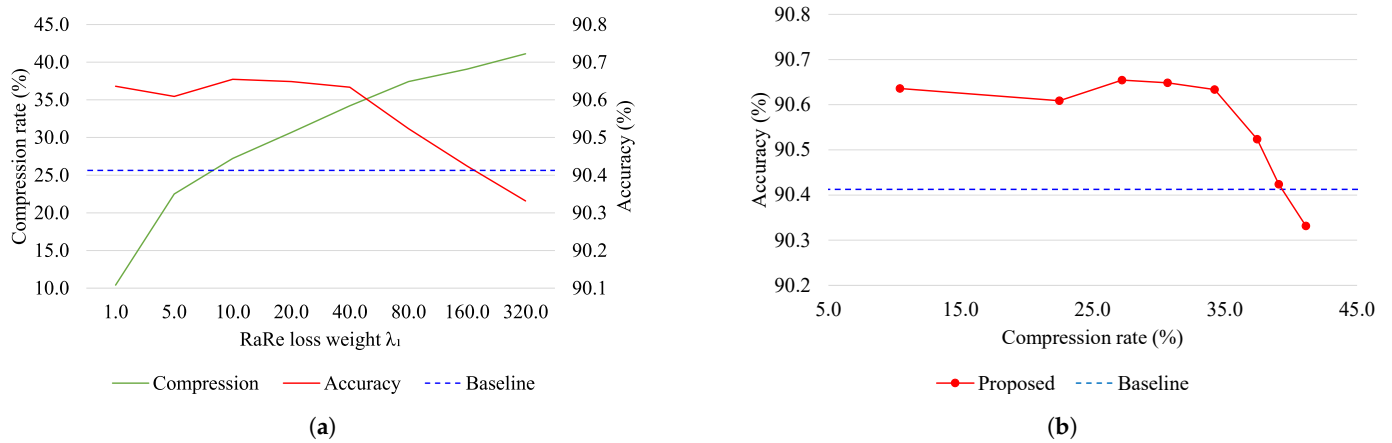 45.0
40.0
35.0
30.0
25.0
20.0
15.0
10.0
Compression rate (%)
90.8
90.7
90.6
90.5
90.4
90.3
90.2
90.1
Accuracy (%)
1.0 5.0 10.0 20.0 40.0 80.0 160.0 320.0
RaRe loss weight λ₁
Compression Accuracy Baseline
(a)
90.8
90.7
90.6
90.5
90.4
90.3
90.2
Accuracy (%)
5.0 15.0 25.0 35.0 45.0
Compression rate (%)
Proposed Baseline
(b)